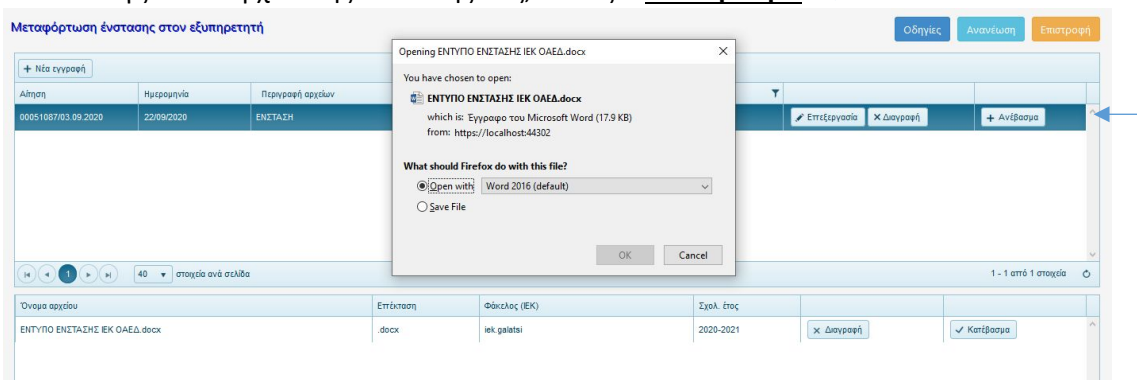 Μεταφόρτωση ένστασης στον εξυπηρετητή
Οδηγίες Ανανέωση Επιστροφή
+ Νέα εγγραφή
Αίτηση Ημερομηνία Περιγραφή αρχείων
00051087/03.09.2020 22/09/2020 ΕΝΣΤΑΣΗ Επεξεργασία Διαγραφή Ανέβασμα
Opening ΕΝΤΥΠΟ ΕΝΣΤΑΣΗΣ ΙΕΚ ΟΑΕΔ.docx
You have chosen to open:
ΕΝΤΥΠΟ ΕΝΣΤΑΣΗΣ ΙΕΚ ΟΑΕΔ.docx
which is: Έγγραφο του Microsoft Word (17.9 KB)
from: https://localhost:44302
What should Firefox do with this file?
Open with Word 2016 (default)
Save File
OK Cancel
1 40 στοιχεία ανά σελίδα 1 - 1 από 1 στοιχεία
Όνομα αρχείου Επέκταση Φάκελος (ΙΕΚ) Σχολ. έτος
ΕΝΤΥΠΟ ΕΝΣΤΑΣΗΣ ΙΕΚ ΟΑΕΔ.docx .docx iek.galatsi 2020-2021 Διαγραφή Κατέβασμα